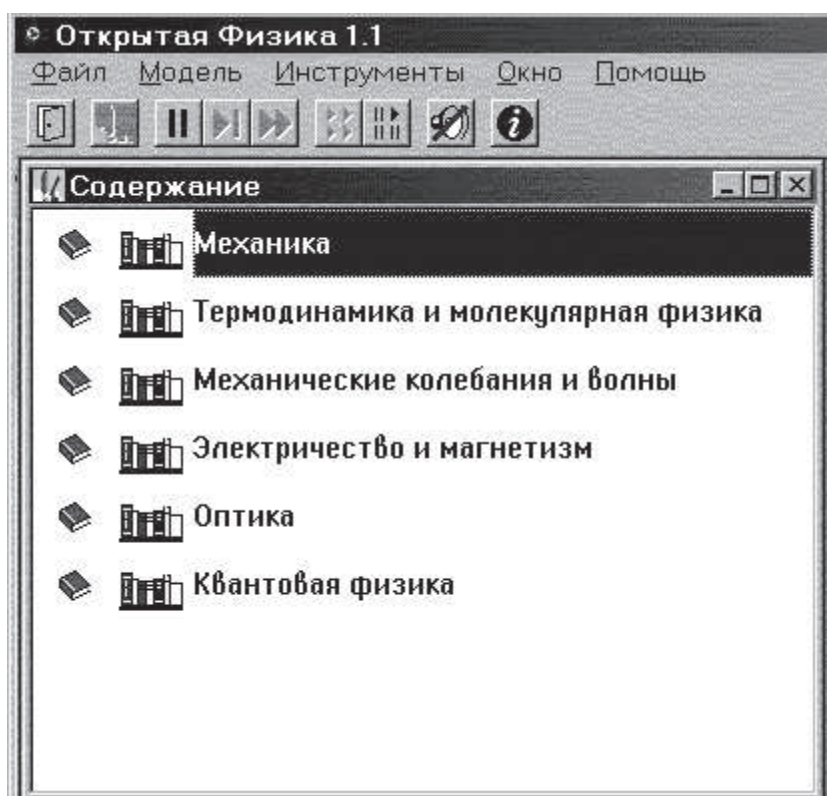 Открытая Физика 1.1
Файл Модель Инструменты Окно Помощь
Содержание
Механика
Термодинамика и молекулярная физика
Механические колебания и волны
Электричество и магнетизм
Оптика
Квантовая физика